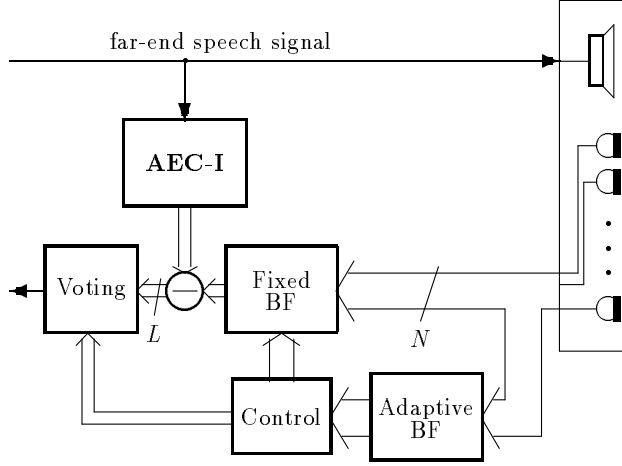 far-end speech signal
AEC-I
Voting
Fixed
BF
L
N
Control
Adaptive
BF